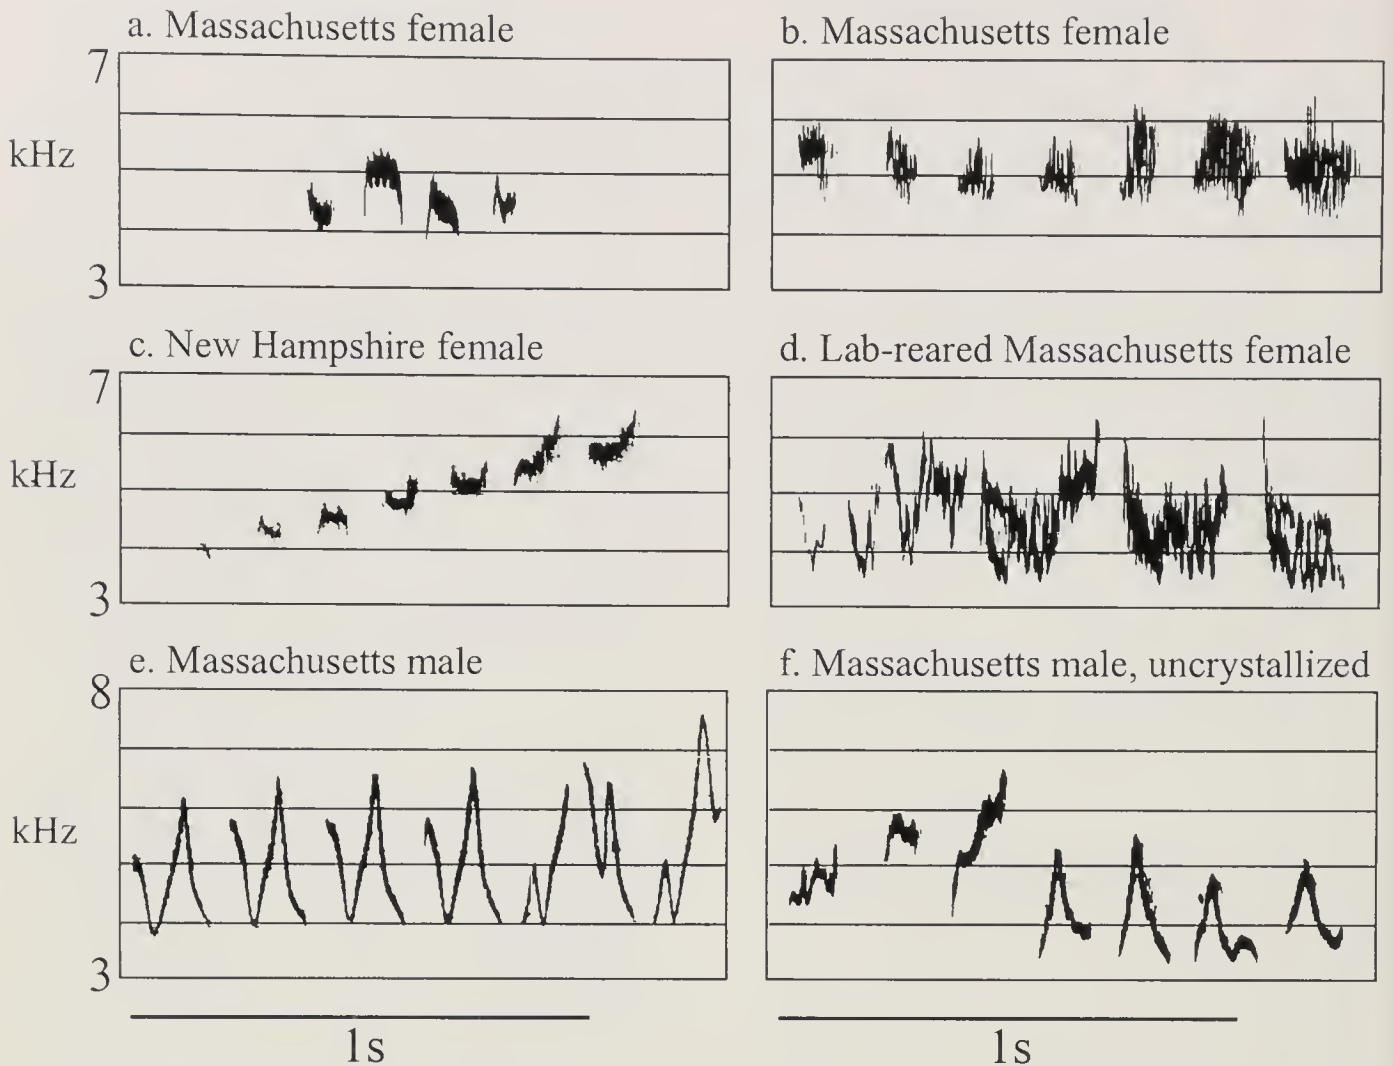 a. Massachusetts female
b. Massachusetts female
7
kHz
3
c. New Hampshire female
d. Lab-reared Massachusetts female
7
kHz
3
e. Massachusetts male
f. Massachusetts male, uncrystallized
8
kHz
3
1s
1s